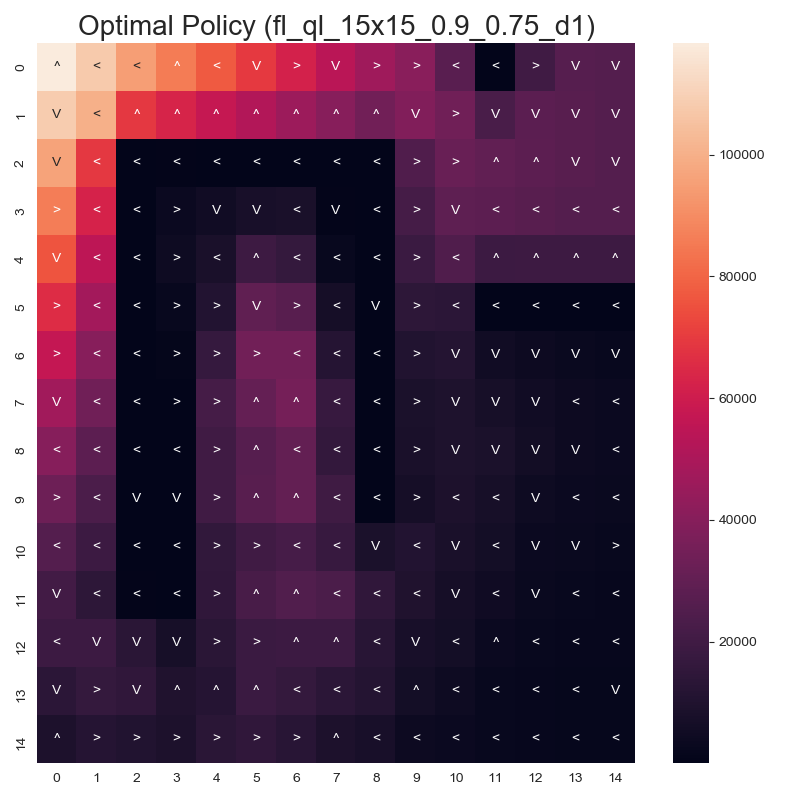 Optimal Policy (fl_ql_15x15_0.9_0.75_d1)
0 ^ < < ^ < V > V > > < < > V V
1 V < ^ ^ ^ ^ ^ ^ ^ V > V V V V
2 V < < < < < < < < > > ^ ^ V V
3 > < < > V V < V < > V < < < <
4 V < < > < ^ < < < > < ^ ^ ^ ^
5 > < < > > V > < V > < < < < <
6 > < < > > > < < < > V V V V V
7 V < < > > ^ ^ < < > V V V < <
8 < < < < > ^ < < < > V V V V <
9 > < V V > ^ ^ < < > < < V < <
10 < < < < > > < < V < V < V V >
11 V < < < > ^ ^ < < < V < V < <
12 < V V V > > ^ ^ < V < ^ < < <
13 V > V ^ ^ ^ < < < ^ < < < < V
14 ^ > > > > > > ^ < < < < < < <
0 1 2 3 4 5 6 7 8 9 10 11 12 13 14
100000
80000
60000
40000
20000